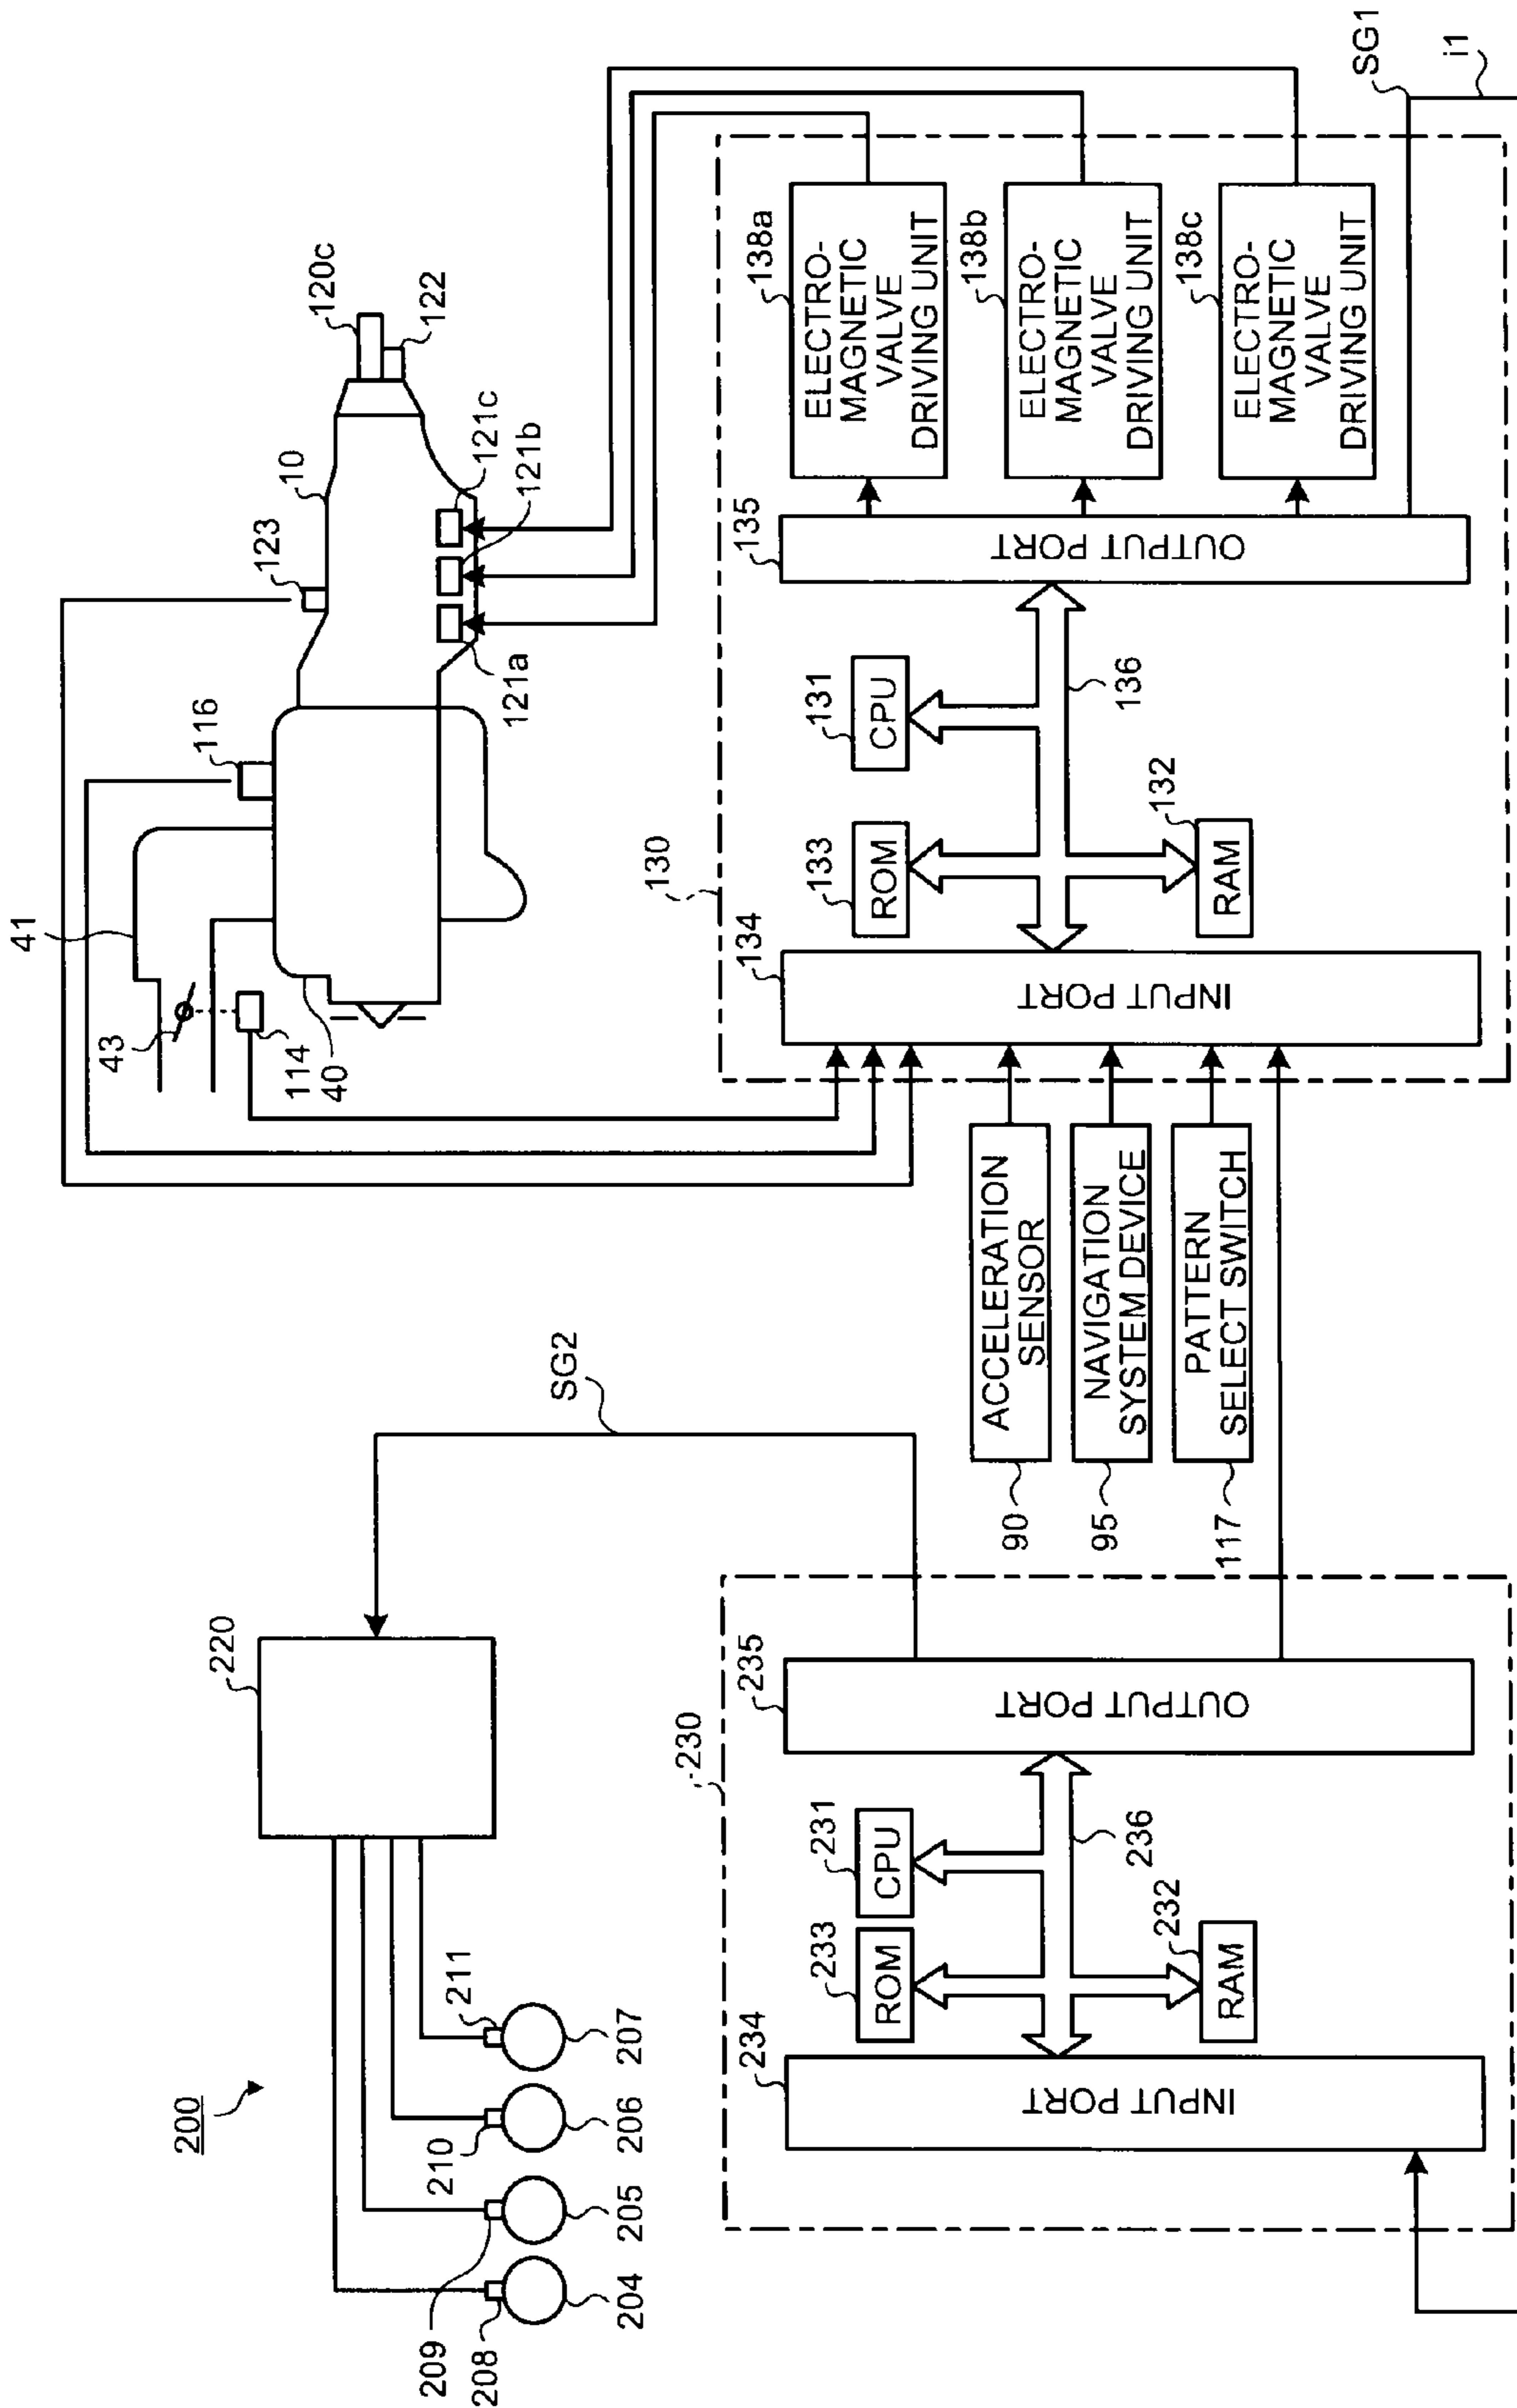 41
43
114
40
116
123
10
120c
122
121c
121b
121a
200
220
SG2
211
207
210
206
205
209
204
208
130
134
INPUT PORT
133
ROM
131
CPU
132
RAM
136
135
OUTPUT PORT
138a
ELECTRO-
MAGNETIC
VALVE
DRIVING UNIT
138b
ELECTRO-
MAGNETIC
VALVE
DRIVING UNIT
138c
ELECTRO-
MAGNETIC
VALVE
DRIVING UNIT
SG1
i1
90
ACCELERATION
SENSOR
95
NAVIGATION
SYSTEM DEVICE
117
PATTERN
SELECT SWITCH
230
234
INPUT PORT
233
ROM
231
CPU
232
RAM
236
235
OUTPUT PORT